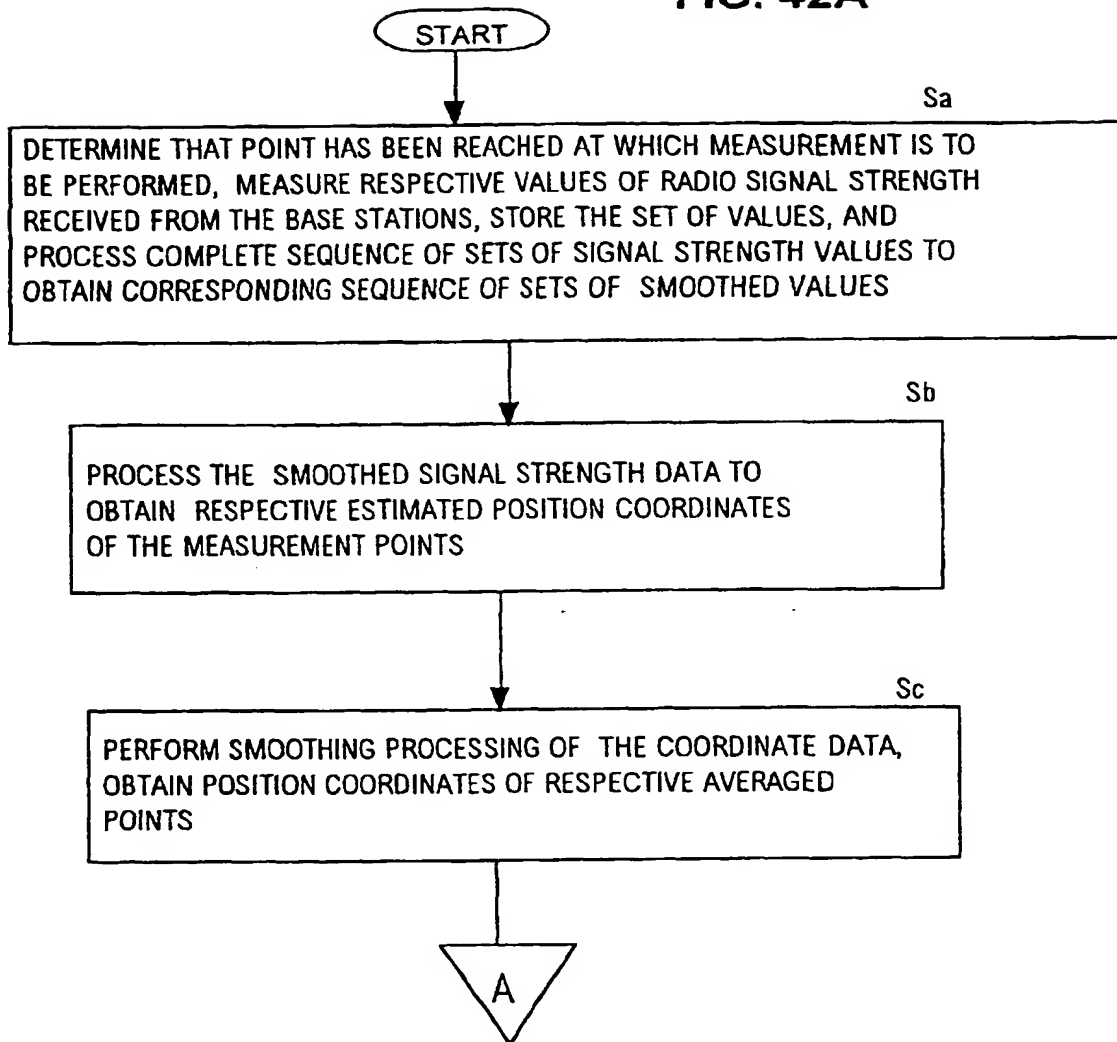 FIG. 42A
START
Sa
DETERMINE THAT POINT HAS BEEN REACHED AT WHICH MEASUREMENT IS TO
BE PERFORMED, MEASURE RESPECTIVE VALUES OF RADIO SIGNAL STRENGTH
RECEIVED FROM THE BASE STATIONS, STORE THE SET OF VALUES, AND
PROCESS COMPLETE SEQUENCE OF SETS OF SIGNAL STRENGTH VALUES TO
OBTAIN CORRESPONDING SEQUENCE OF SETS OF SMOOTHED VALUES
Sb
PROCESS THE SMOOTHED SIGNAL STRENGTH DATA TO
OBTAIN RESPECTIVE ESTIMATED POSITION COORDINATES
OF THE MEASUREMENT POINTS
Sc
PERFORM SMOOTHING PROCESSING OF THE COORDINATE DATA,
OBTAIN POSITION COORDINATES OF RESPECTIVE AVERAGED
POINTS
A